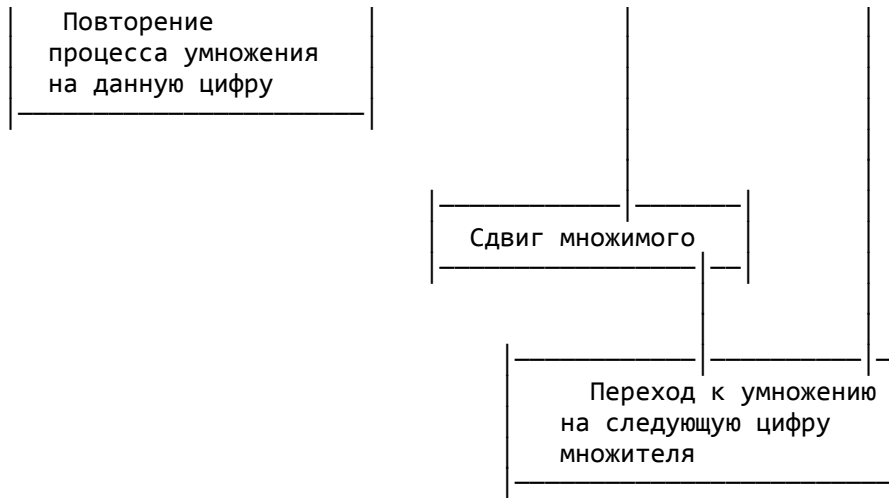 Повторение
процесса умножения
на данную цифру
Сдвиг множимого
Переход к умножению
на следующую цифру
множителя